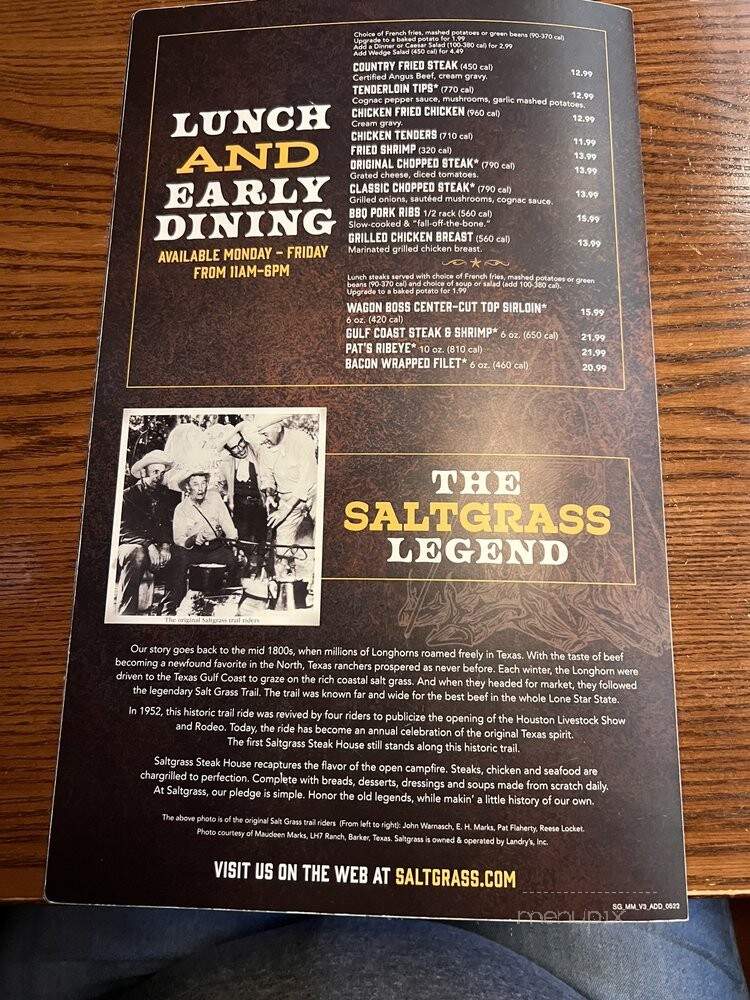 Choice of French fries, mashed potatoes or green beans (90-370 cal)
Upgrade to a baked potato for 1.99
Add a Dinner or Caesar Salad (100-380 cal) for 2.99
Add Wedge Salad (450 cal) for 4.49
LUNCH
AND
EARLY
DINING
AVAILABLE MONDAY – FRIDAY
FROM 11AM–6PM
COUNTRY FRIED STEAK (450 cal) 12.99
Certified Angus Beef, cream gravy.
TENDERLOIN TIPS* (770 cal) 12.99
Cognac pepper sauce, mushrooms, garlic mashed potatoes.
CHICKEN FRIED CHICKEN (960 cal) 12.99
Cream gravy.
CHICKEN TENDERS (710 cal) 11.99
FRIED SHRIMP (320 cal) 13.99
ORIGINAL CHOPPED STEAK* (790 cal) 13.99
Grated cheese, diced tomatoes.
CLASSIC CHOPPED STEAK* (790 cal) 13.99
Grilled onions, sautéed mushrooms, cognac sauce.
BBQ PORK RIBS 1/2 rack (560 cal) 15.99
Slow-cooked & "fall-off-the-bone."
GRILLED CHICKEN BREAST (560 cal) 13.99
Marinated grilled chicken breast.
Lunch steaks served with choice of French fries, mashed potatoes or green
beans (90-370 cal) and choice of soup or salad (add 100-380 cal).
Upgrade to a baked potato for 1.99
WAGON BOSS CENTER-CUT TOP SIRLOIN* 15.99
6 oz. (420 cal)
GULF COAST STEAK & SHRIMP* 6 oz. (650 cal) 21.99
PAT'S RIBEYE* 10 oz. (810 cal) 21.99
BACON WRAPPED FILET* 6 oz. (460 cal) 20.99
THE
SALTGRASS
LEGEND
The original Saltgrass trail riders
Our story goes back to the mid 1800s, when millions of Longhorns roamed freely in Texas. With the taste of beef
becoming a newfound favorite in the North, Texas ranchers prospered as never before. Each winter, the Longhorn were
driven to the Texas Gulf Coast to graze on the rich coastal salt grass. And when they headed for market, they followed
the legendary Salt Grass Trail. The trail was known far and wide for the best beef in the whole Lone Star State.
In 1952, this historic trail ride was revived by four riders to publicize the opening of the Houston Livestock Show
and Rodeo. Today, the ride has become an annual celebration of the original Texas spirit.
The first Saltgrass Steak House still stands along this historic trail.
Saltgrass Steak House recaptures the flavor of the open campfire. Steaks, chicken and seafood are
chargrilled to perfection. Complete with breads, desserts, dressings and soups made from scratch daily.
At Saltgrass, our pledge is simple. Honor the old legends, while makin' a little history of our own.
The above photo is of the original Salt Grass trail riders (From left to right): John Warnasch, E. H. Marks, Pat Flaherty, Reese Locket.
Photo courtesy of Maudeen Marks, LH7 Ranch, Barker, Texas. Saltgrass is owned & operated by Landry's, Inc.
VISIT US ON THE WEB AT SALTGRASS.COM
SG_MM_V3_ADD_0522
menupix